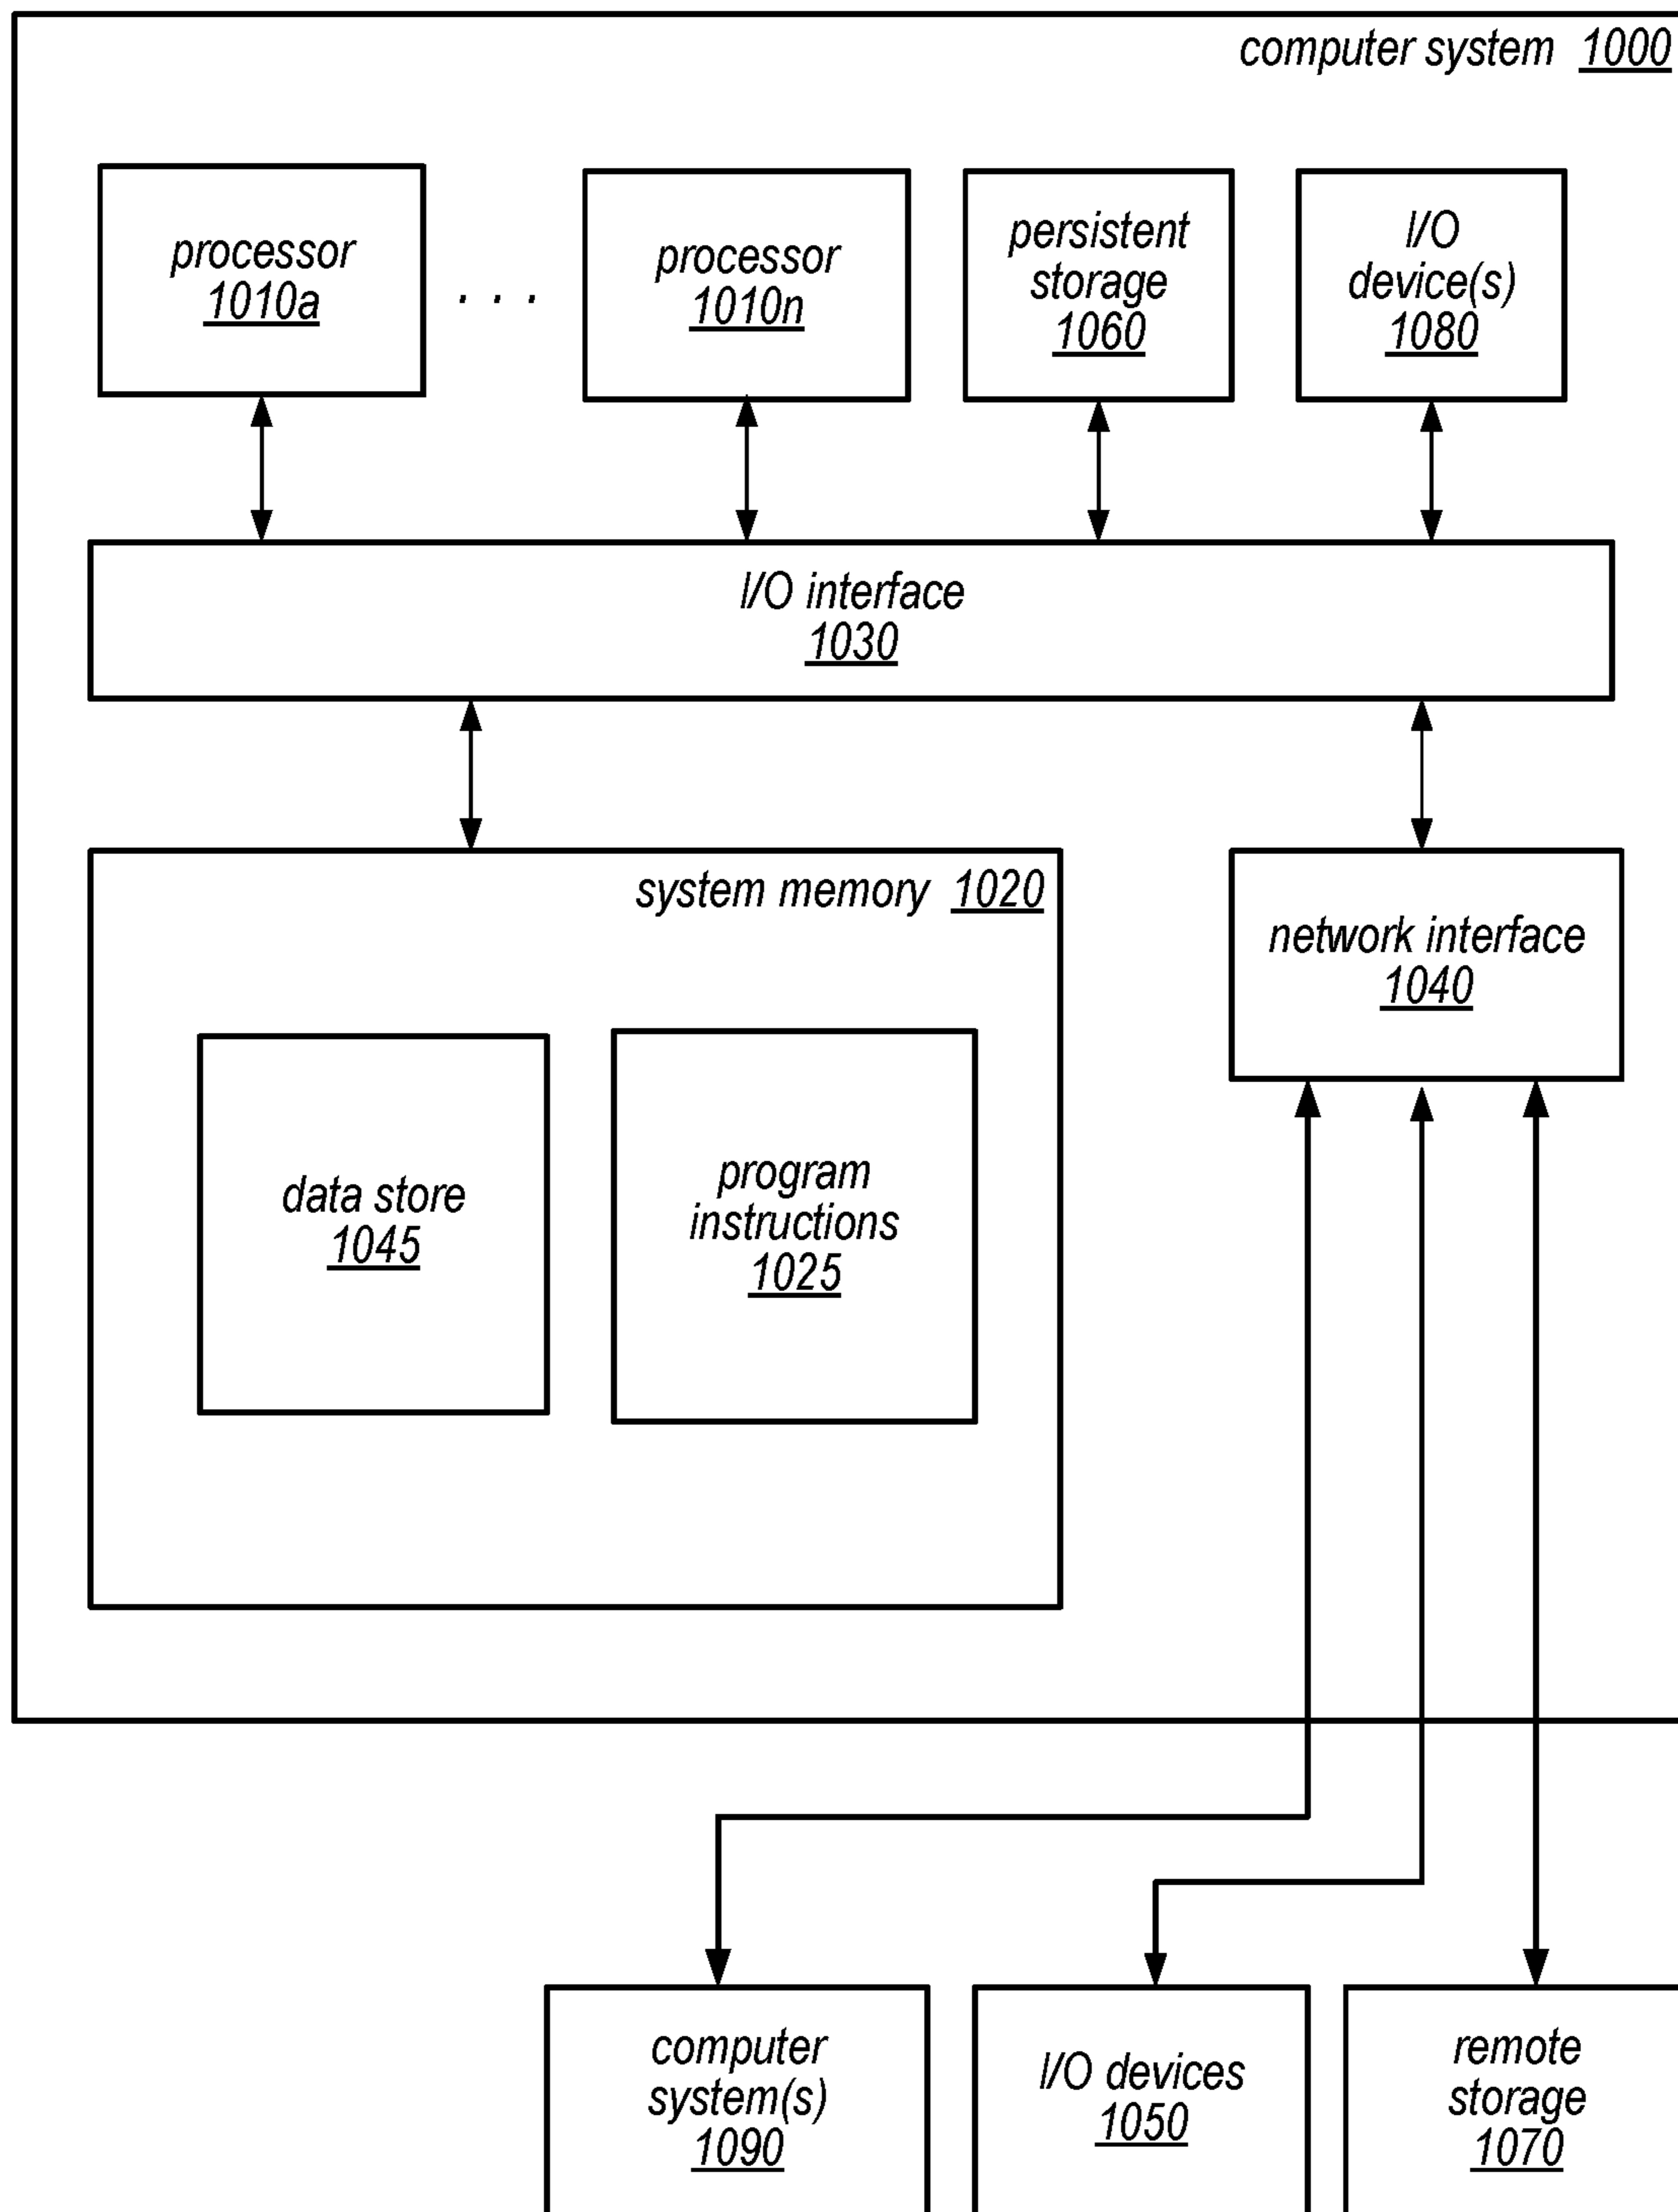 computer system 1000
processor
1010a
. . .
processor
1010n
persistent
storage
1060
I/O
device(s)
1080
I/O interface
1030
system memory 1020
network interface
1040
data store
1045
program
instructions
1025
computer
system(s)
1090
I/O devices
1050
remote
storage
1070